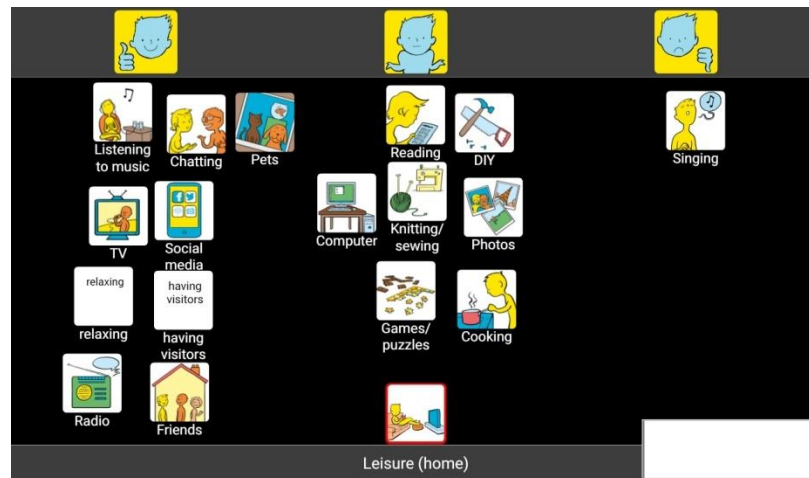 Listening
to music
Chatting
Pets
Reading
DIY
Singing
TV
Social
media
Computer
Knitting/
sewing
Photos
relaxing
relaxing
having
visitors
having
visitors
Games/
puzzles
Cooking
Radio
Friends
Leisure (home)